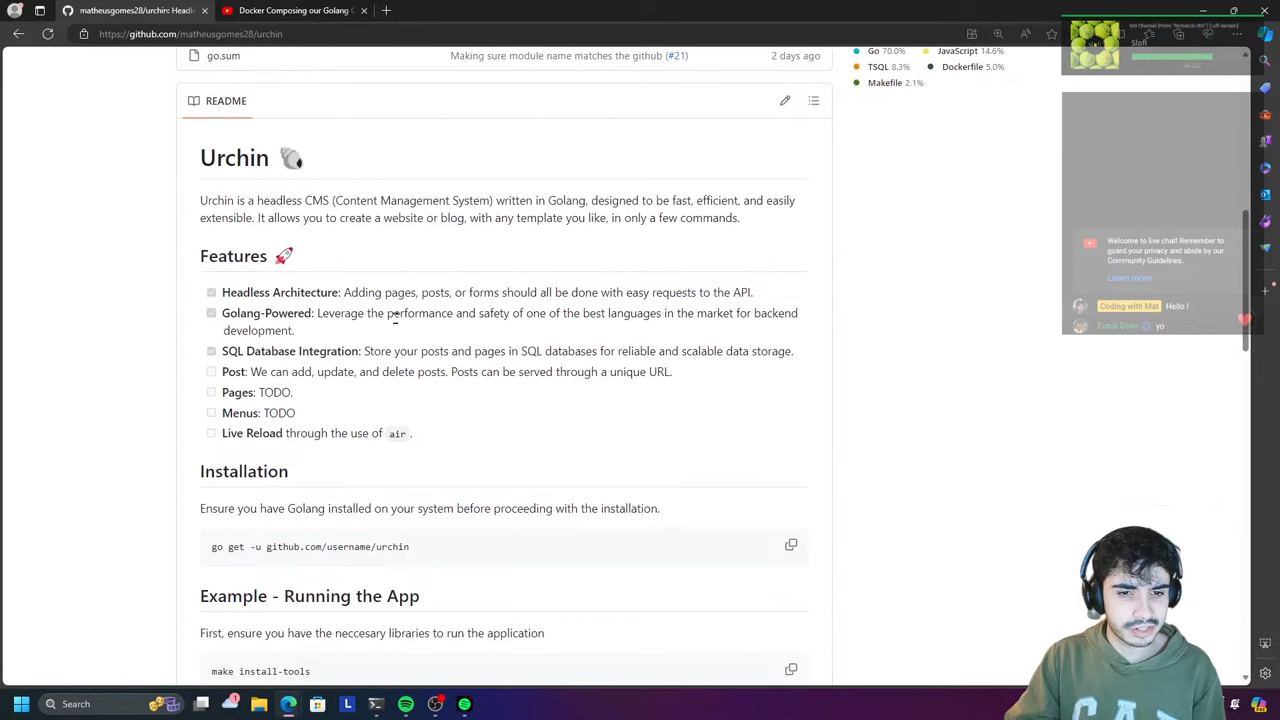 matheusgomes28/urchin: Headle
Docker Composing our Golang C
https://github.com/matheusgomes28/urchin
go.sum
Making sure module name matches the github (#21)
2 days ago
Go 70.0%
JavaScript 14.6%
TSQL 8.3%
Dockerfile 5.0%
Makefile 2.1%
README
Urchin
Urchin is a headless CMS (Content Management System) written in Golang, designed to be fast, efficient, and easily
extensible. It allows you to create a website or blog, with any template you like, in only a few commands.
Features
Headless Architecture: Adding pages, posts, or forms should all be done with easy requests to the API.
Golang-Powered: Leverage the performance and safety of one of the best languages in the market for backend
development.
SQL Database Integration: Store your posts and pages in SQL databases for reliable and scalable data storage.
Post: We can add, update, and delete posts. Posts can be served through a unique URL.
Pages: TODO.
Menus: TODO
Live Reload through the use of air.
Installation
Ensure you have Golang installed on your system before proceeding with the installation.
go get -u github.com/username/urchin
Example - Running the App
First, ensure you have the neccesary libraries to run the application
make install-tools
Slofi
Welcome to live chat! Remember to
guard your privacy and abide by our
Community Guidelines.
Learn more
Coding with Mat Hello !
yo
Search